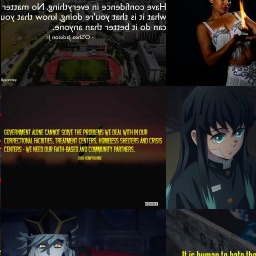 Have confidence in everything. No matter
what it is that you're doing, know that you
can do it better than anyone.
- O'Shea Jackson |
GOVERNMENT ALONE CANNOT SOLVE THE PROBLEMS WE DEAL WITH IN OUR
CORRECTIONAL FACILITIES, TREATMENT CENTERS, HOMELESS SHELTERS AND CRISIS
CENTERS - WE NEED OUR FAITH-BASED AND COMMUNITY PARTNERS.
It is human to hate